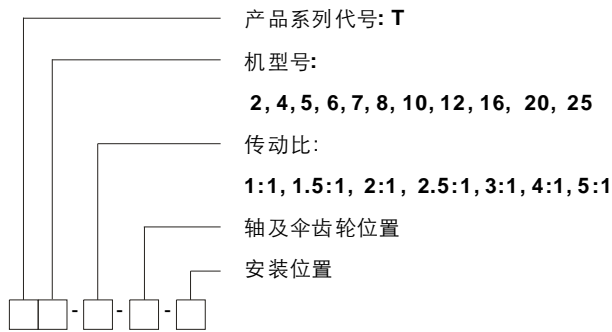 产品系列代号: T
机型号:
2, 4, 5, 6, 7, 8, 10, 12, 16, 20, 25
传动比:
1:1, 1.5:1, 2:1, 2.5:1, 3:1, 4:1, 5:1
轴及伞齿轮位置
安装位置
- - -